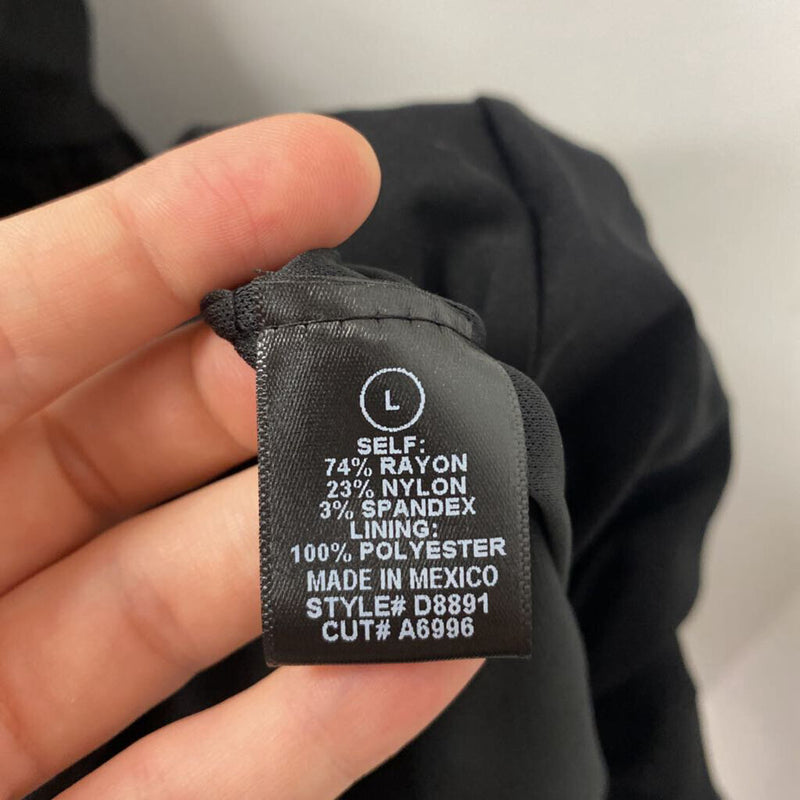 L
SELF:
74% RAYON
23% NYLON
3% SPANDEX
LINING:
100% POLYESTER
MADE IN MEXICO
STYLE# D8891
CUT# A6996